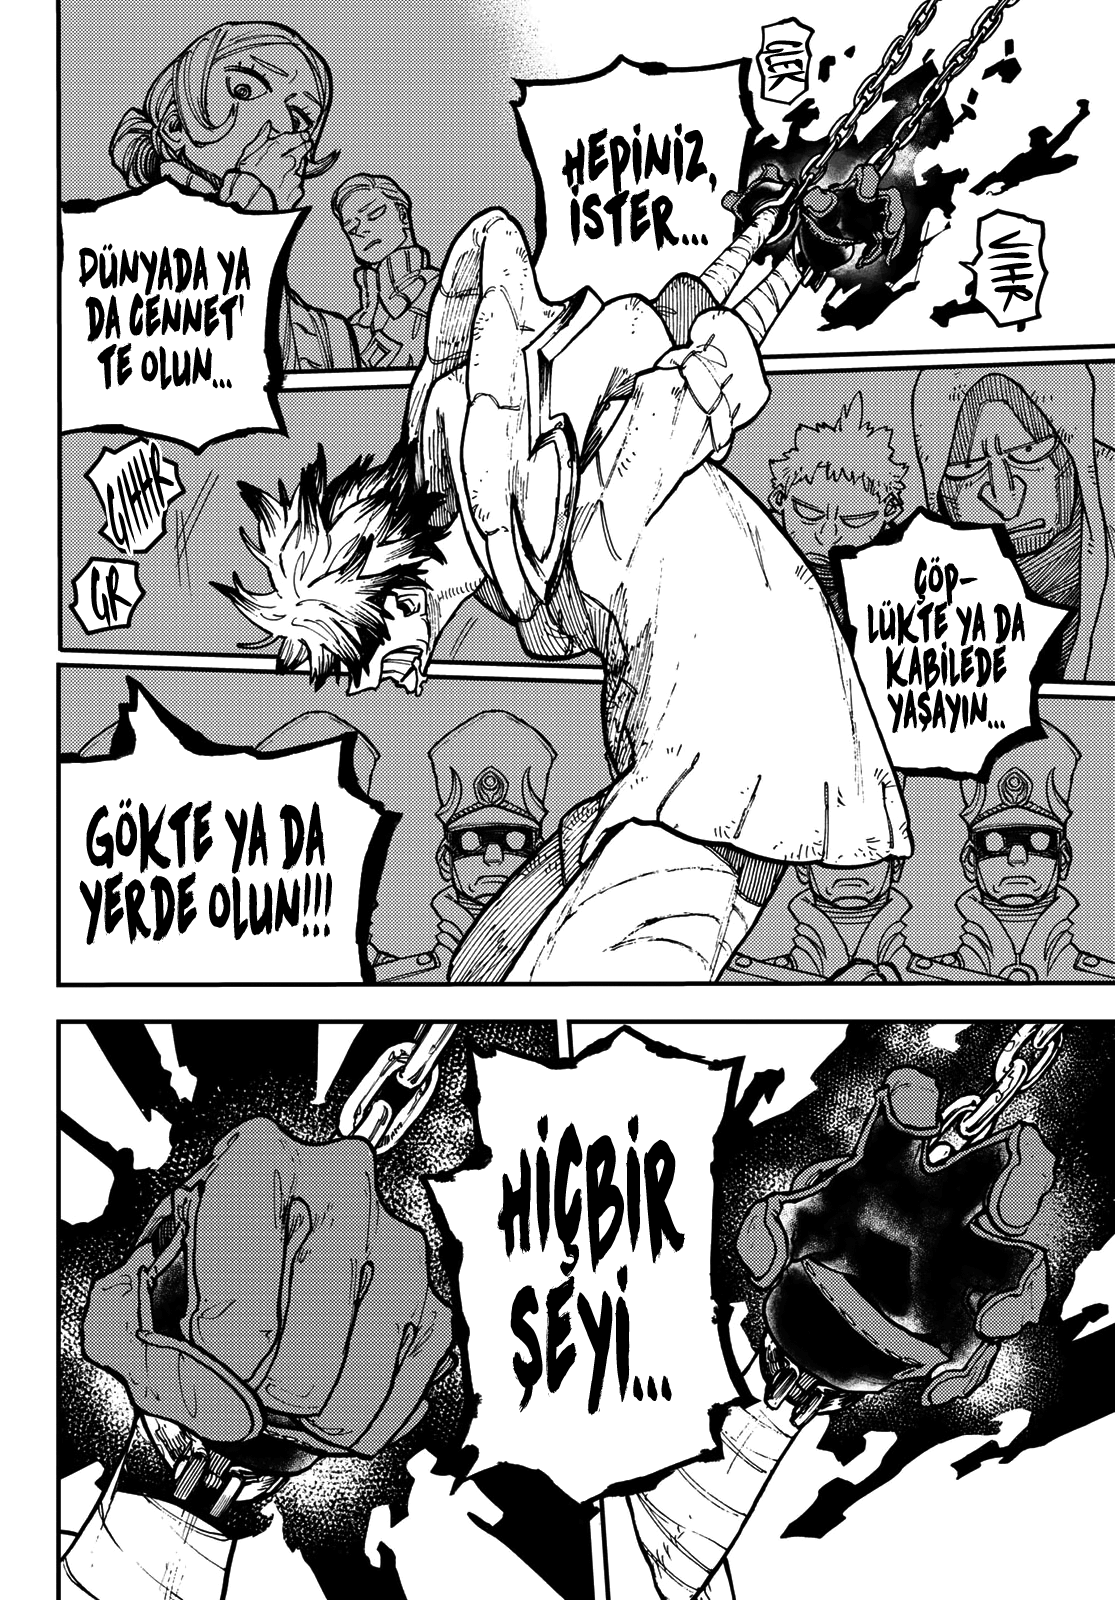 GLEK
HEPİNİZ,
İSTER...
VIHR
DÜNYADA YA
DA CENNET'
TE OLUN...
GIHHR
GR
ÇÖP-
LÜKTE YA DA
KABİLEDE
YAŞAYIN...
GÖKTE YA DA
YERDE OLUN!!!
HİÇBİR
ŞEYİ...